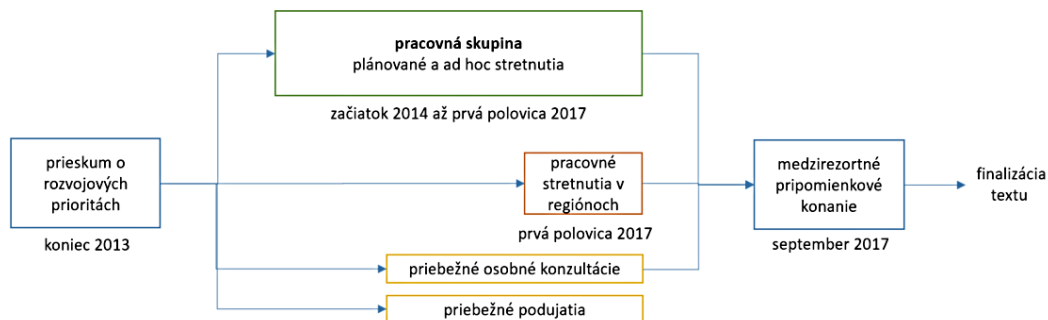 pracovná skupina
plánované a ad hoc stretnutia
začiatok 2014 až prvá polovica 2017
prieskum o
rozvojových
prioritách
koniec 2013
pracovné
stretnutia v
regiónoch
prvá polovica 2017
medzirezortné
pripomienkové
konanie
september 2017
finalizácia
textu
priebežné osobné konzultácie
priebežné podujatia